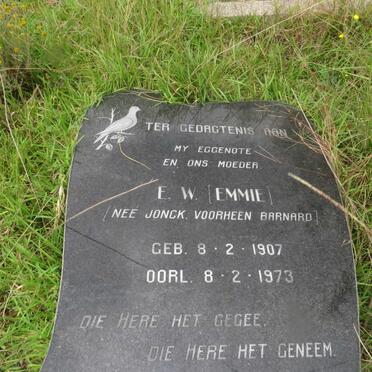 TER GEDAGTENIS AAN
MY EGGENOTE
EN ONS MOEDER
E. W. [EMMIE]
[NEE JONCK. VOORHEEN BARNARD]
GEB. 8 · 2 · 1907
OORL. 8 · 2 · 1973
DIE HERE HET GEGEE,
DIE HERE HET GENEEM.